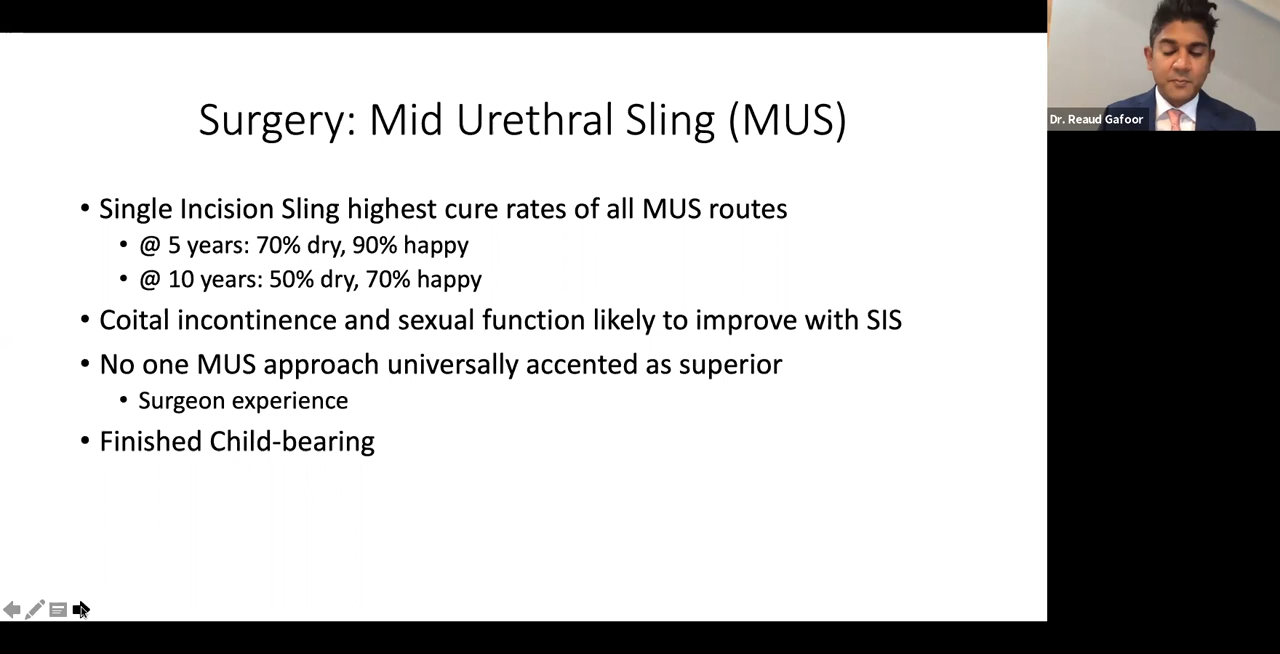 Surgery: Mid Urethral Sling (MUS)
• Single Incision Sling highest cure rates of all MUS routes
• @ 5 years: 70% dry, 90% happy
• @ 10 years: 50% dry, 70% happy
• Coital incontinence and sexual function likely to improve with SIS
• No one MUS approach universally accented as superior
• Surgeon experience
• Finished Child-bearing
Dr. Reaud Gafoor